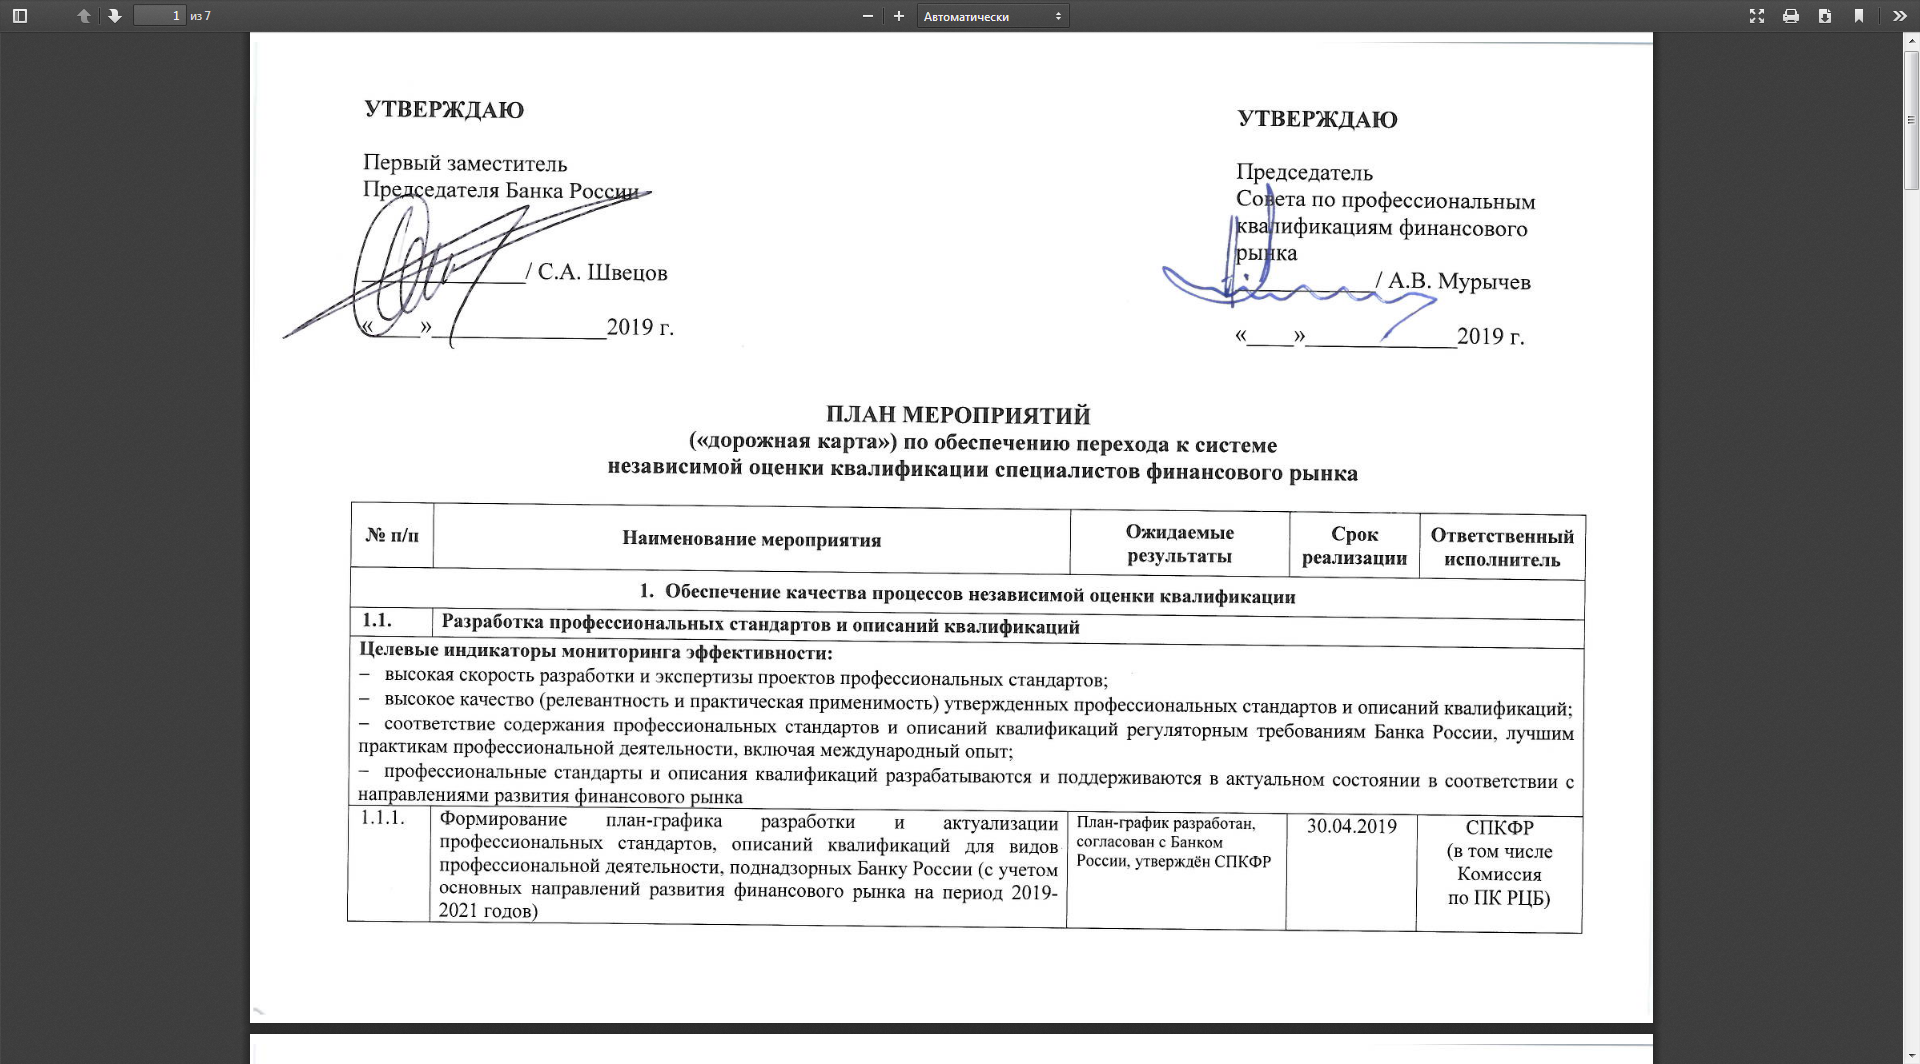 1 из 7
Автоматически
УТВЕРЖДАЮ
Первый заместитель
Председателя Банка России
/ С.А. Швецов
«____»_______________2019 г.
УТВЕРЖДАЮ
Председатель
Совета по профессиональным
квалификациям финансового
рынка
____________/ А.В. Мурычев
«____»_____________2019 г.
ПЛАН МЕРОПРИЯТИЙ
(«дорожная карта») по обеспечению перехода к системе
независимой оценки квалификации специалистов финансового рынка
№ п/п
Наименование мероприятия
Ожидаемые
результаты
Срок
реализации
Ответственный
исполнитель
1. Обеспечение качества процессов независимой оценки квалификации
1.1. Разработка профессиональных стандартов и описаний квалификаций
Целевые индикаторы мониторинга эффективности:
– высокая скорость разработки и экспертизы проектов профессиональных стандартов;
– высокое качество (релевантность и практическая применимость) утвержденных профессиональных стандартов и описаний квалификаций;
– соответствие содержания профессиональных стандартов и описаний квалификаций регуляторным требованиям Банка России, лучшим
практикам профессиональной деятельности, включая международный опыт;
– профессиональные стандарты и описания квалификаций разрабатываются и поддерживаются в актуальном состоянии в соответствии с
направлениями развития финансового рынка
1.1.1.
Формирование план-графика разработки и актуализации
профессиональных стандартов, описаний квалификаций для видов
профессиональной деятельности, поднадзорных Банку России (с учетом
основных направлений развития финансового рынка на период 2019-
2021 годов)
План-график разработан,
согласован с Банком
России, утверждён СПКФР
30.04.2019
СПКФР
(в том числе
Комиссия
по ПК РЦБ)